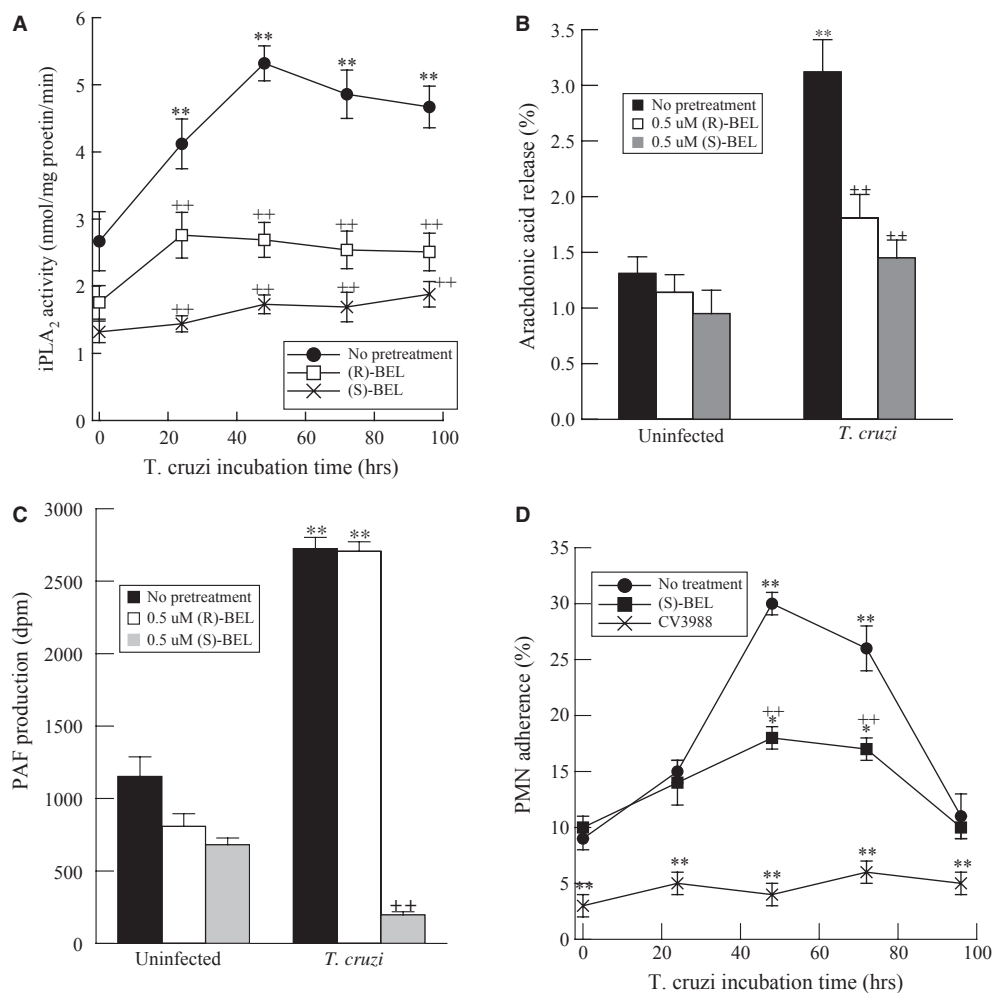 A
6
5
4
3
2
1
0
iPLA2 activity (nmol/mg proetin/min)
**
**
**
**
++
++
++
++
++
++
++
++
No pretreatment
(R)-BEL
(S)-BEL
0 20 40 60 80 100
T. cruzi incubation time (hrs)
B
3.5
3.0
2.5
2.0
1.5
1.0
0.5
0.0
Arachdonic acid release (%)
**
++
++
No pretreatment
0.5 uM (R)-BEL
0.5 uM (S)-BEL
Uninfected T. cruzi
C
3000
2500
2000
1500
1000
500
0
PAF production (dpm)
** **
++
No pretreatment
0.5 uM (R)-BEL
0.5 uM (S)-BEL
Uninfected T. cruzi
D
35
30
25
20
15
10
5
0
PMN adherence (%)
No treatment
(S)-BEL
CV3988
**
**
++
*
++
*
**
**
**
**
**
0 20 40 60 80 100
T. cruzi incubation time (hrs)